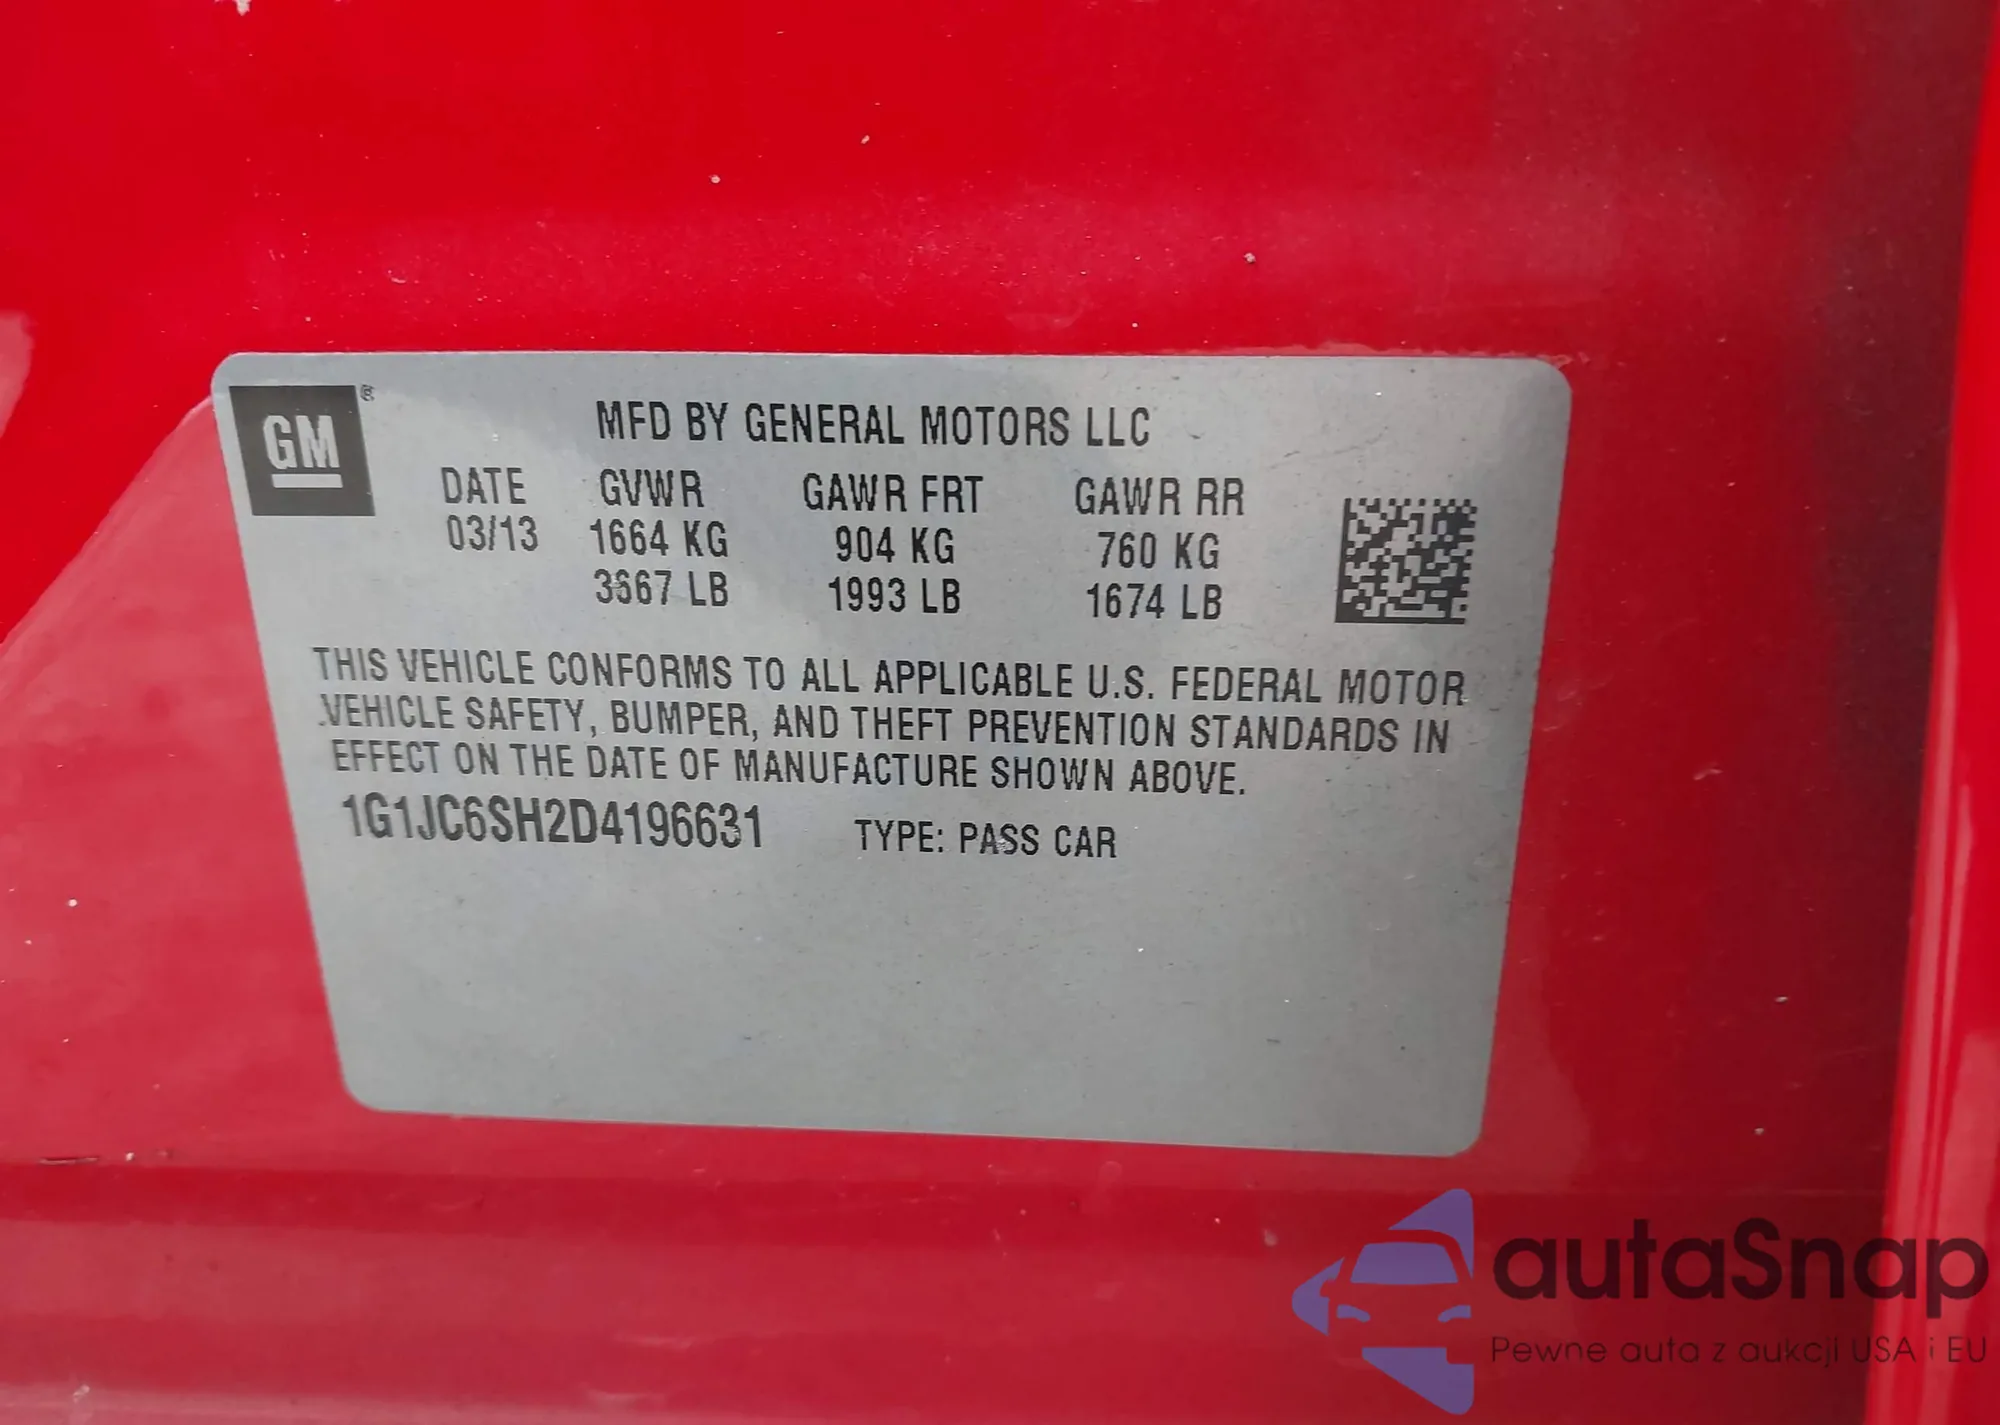 GM®
MFD BY GENERAL MOTORS LLC
DATE GVWR GAWR FRT GAWR RR
03/13 1664 KG 904 KG 760 KG
3667 LB 1993 LB 1674 LB
THIS VEHICLE CONFORMS TO ALL APPLICABLE U.S. FEDERAL MOTOR
VEHICLE SAFETY, BUMPER, AND THEFT PREVENTION STANDARDS IN
EFFECT ON THE DATE OF MANUFACTURE SHOWN ABOVE.
1G1JC6SH2D4196631 TYPE: PASS CAR
autaSnap
Pewne auta z aukcji USA i EU